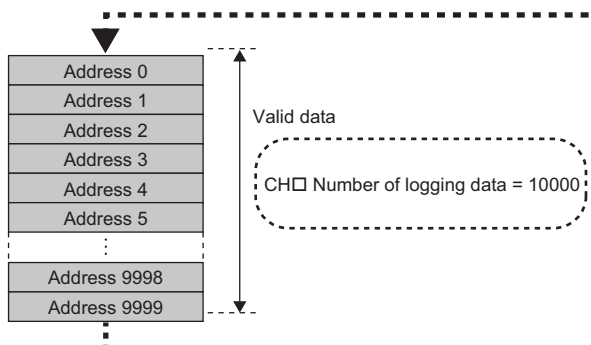 Address 0
Address 1
Address 2
Address 3
Address 4
Address 5
⋮
Address 9998
Address 9999
Valid data
CH□ Number of logging data = 10000